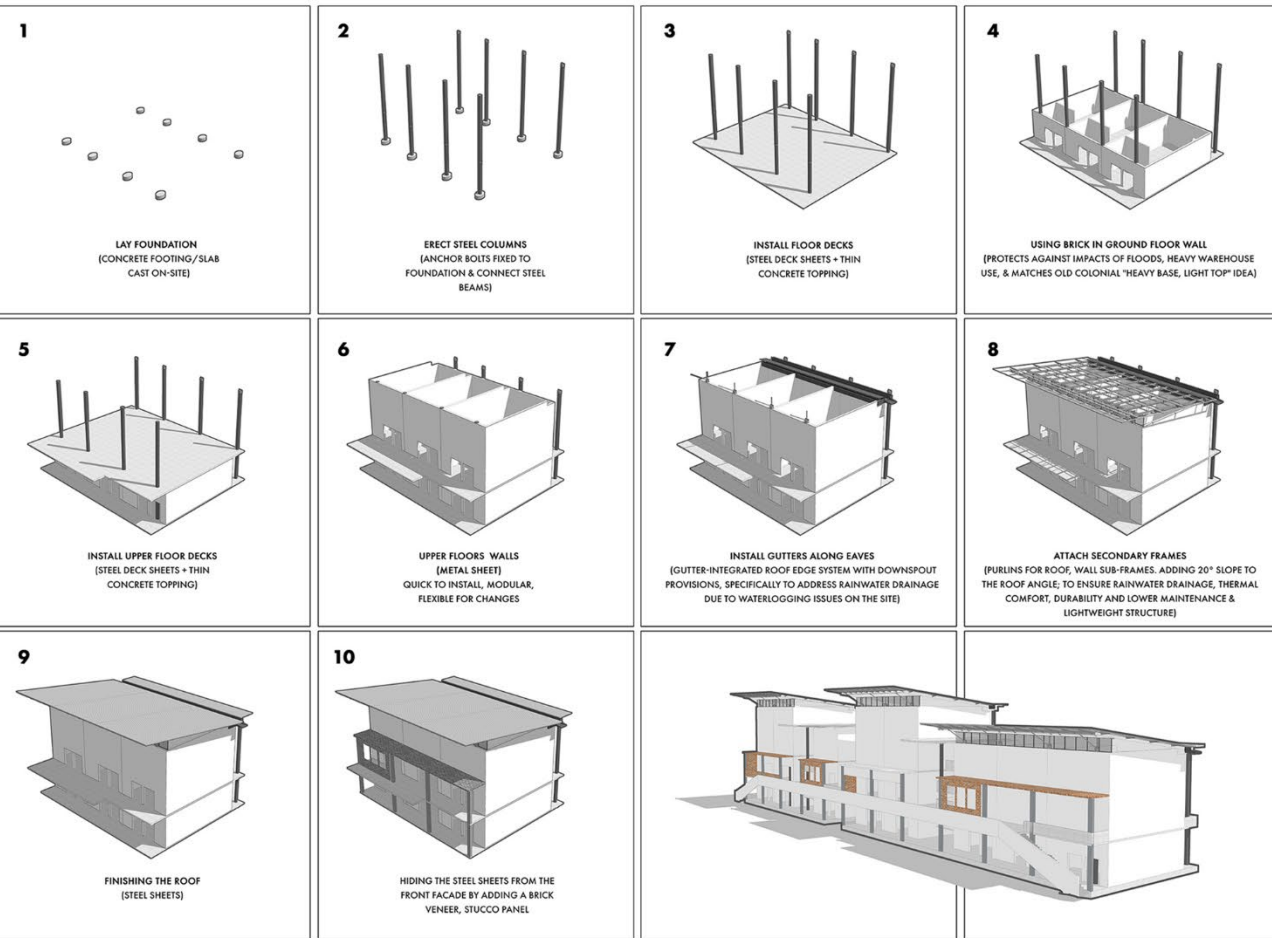 1
LAY FOUNDATION
(CONCRETE FOOTING/SLAB
CAST ON-SITE)
2
ERECT STEEL COLUMNS
(ANCHOR BOLTS FIXED TO
FOUNDATION & CONNECT STEEL
BEAMS)
3
INSTALL FLOOR DECKS
(STEEL DECK SHEETS + THIN
CONCRETE TOPPING)
4
USING BRICK IN GROUND FLOOR WALL
(PROTECTS AGAINST IMPACTS OF FLOODS, HEAVY WAREHOUSE
USE, & MATCHES OLD COLONIAL "HEAVY BASE, LIGHT TOP" IDEA)
5
INSTALL UPPER FLOOR DECKS
(STEEL DECK SHEETS + THIN
CONCRETE TOPPING)
6
UPPER FLOORS WALLS
(METAL SHEET)
QUICK TO INSTALL, MODULAR,
FLEXIBLE FOR CHANGES
7
INSTALL GUTTERS ALONG EAVES
(GUTTER-INTEGRATED ROOF EDGE SYSTEM WITH DOWNSPOUT
PROVISIONS, SPECIFICALLY TO ADDRESS RAINWATER DRAINAGE
DUE TO WATERLOGGING ISSUES ON THE SITE)
8
ATTACH SECONDARY FRAMES
(PURLINS FOR ROOF, WALL SUB-FRAMES. ADDING 20° SLOPE TO
THE ROOF ANGLE; TO ENSURE RAINWATER DRAINAGE, THERMAL
COMFORT, DURABILITY AND LOWER MAINTENANCE &
LIGHTWEIGHT STRUCTURE)
9
FINISHING THE ROOF
(STEEL SHEETS)
10
HIDING THE STEEL SHEETS FROM THE
FRONT FACADE BY ADDING A BRICK
VENEER, STUCCO PANEL